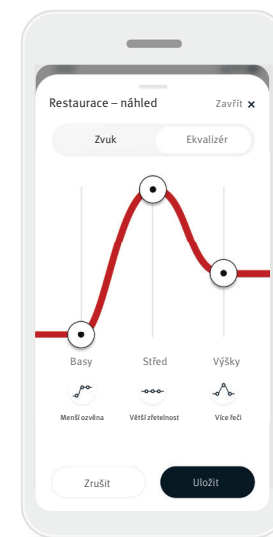 Restaurace – náhled
Zavřít ×
Zvuk
Ekvalizér
Basy
Střed
Výšky
Menší ozvěna
Větší zřetelnost
Více řeči
Zrušit
Uložit